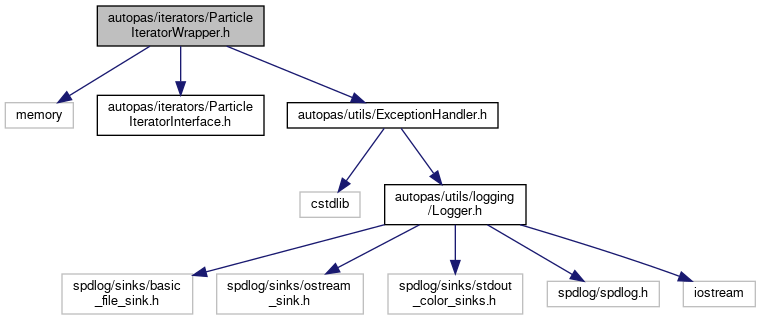 autopas/iterators/Particle
IteratorWrapper.h
memory
autopas/iterators/Particle
IteratorInterface.h
autopas/utils/ExceptionHandler.h
cstdlib
autopas/utils/logging
/Logger.h
spdlog/sinks/basic
_file_sink.h
spdlog/sinks/ostream
_sink.h
spdlog/sinks/stdout
_color_sinks.h
spdlog/spdlog.h
iostream